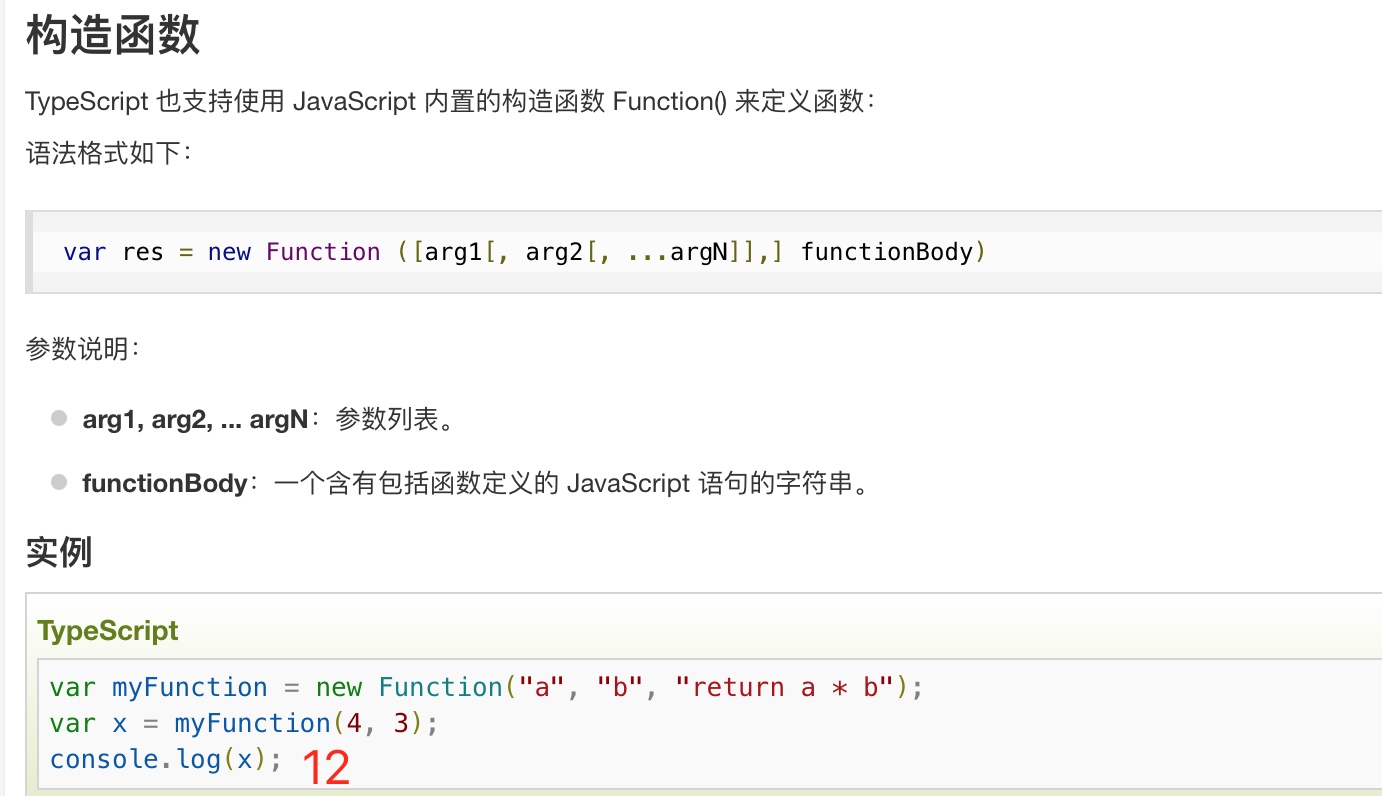 构造函数
TypeScript 也支持使用 JavaScript 内置的构造函数 Function() 来定义函数：
语法格式如下：
var res = new Function ([arg1[, arg2[, ...argN]],] functionBody)
参数说明：
arg1, arg2, ... argN：参数列表。
functionBody：一个含有包括函数定义的 JavaScript 语句的字符串。
实例
TypeScript
var myFunction = new Function("a", "b", "return a * b");
var x = myFunction(4, 3);
console.log(x); 12